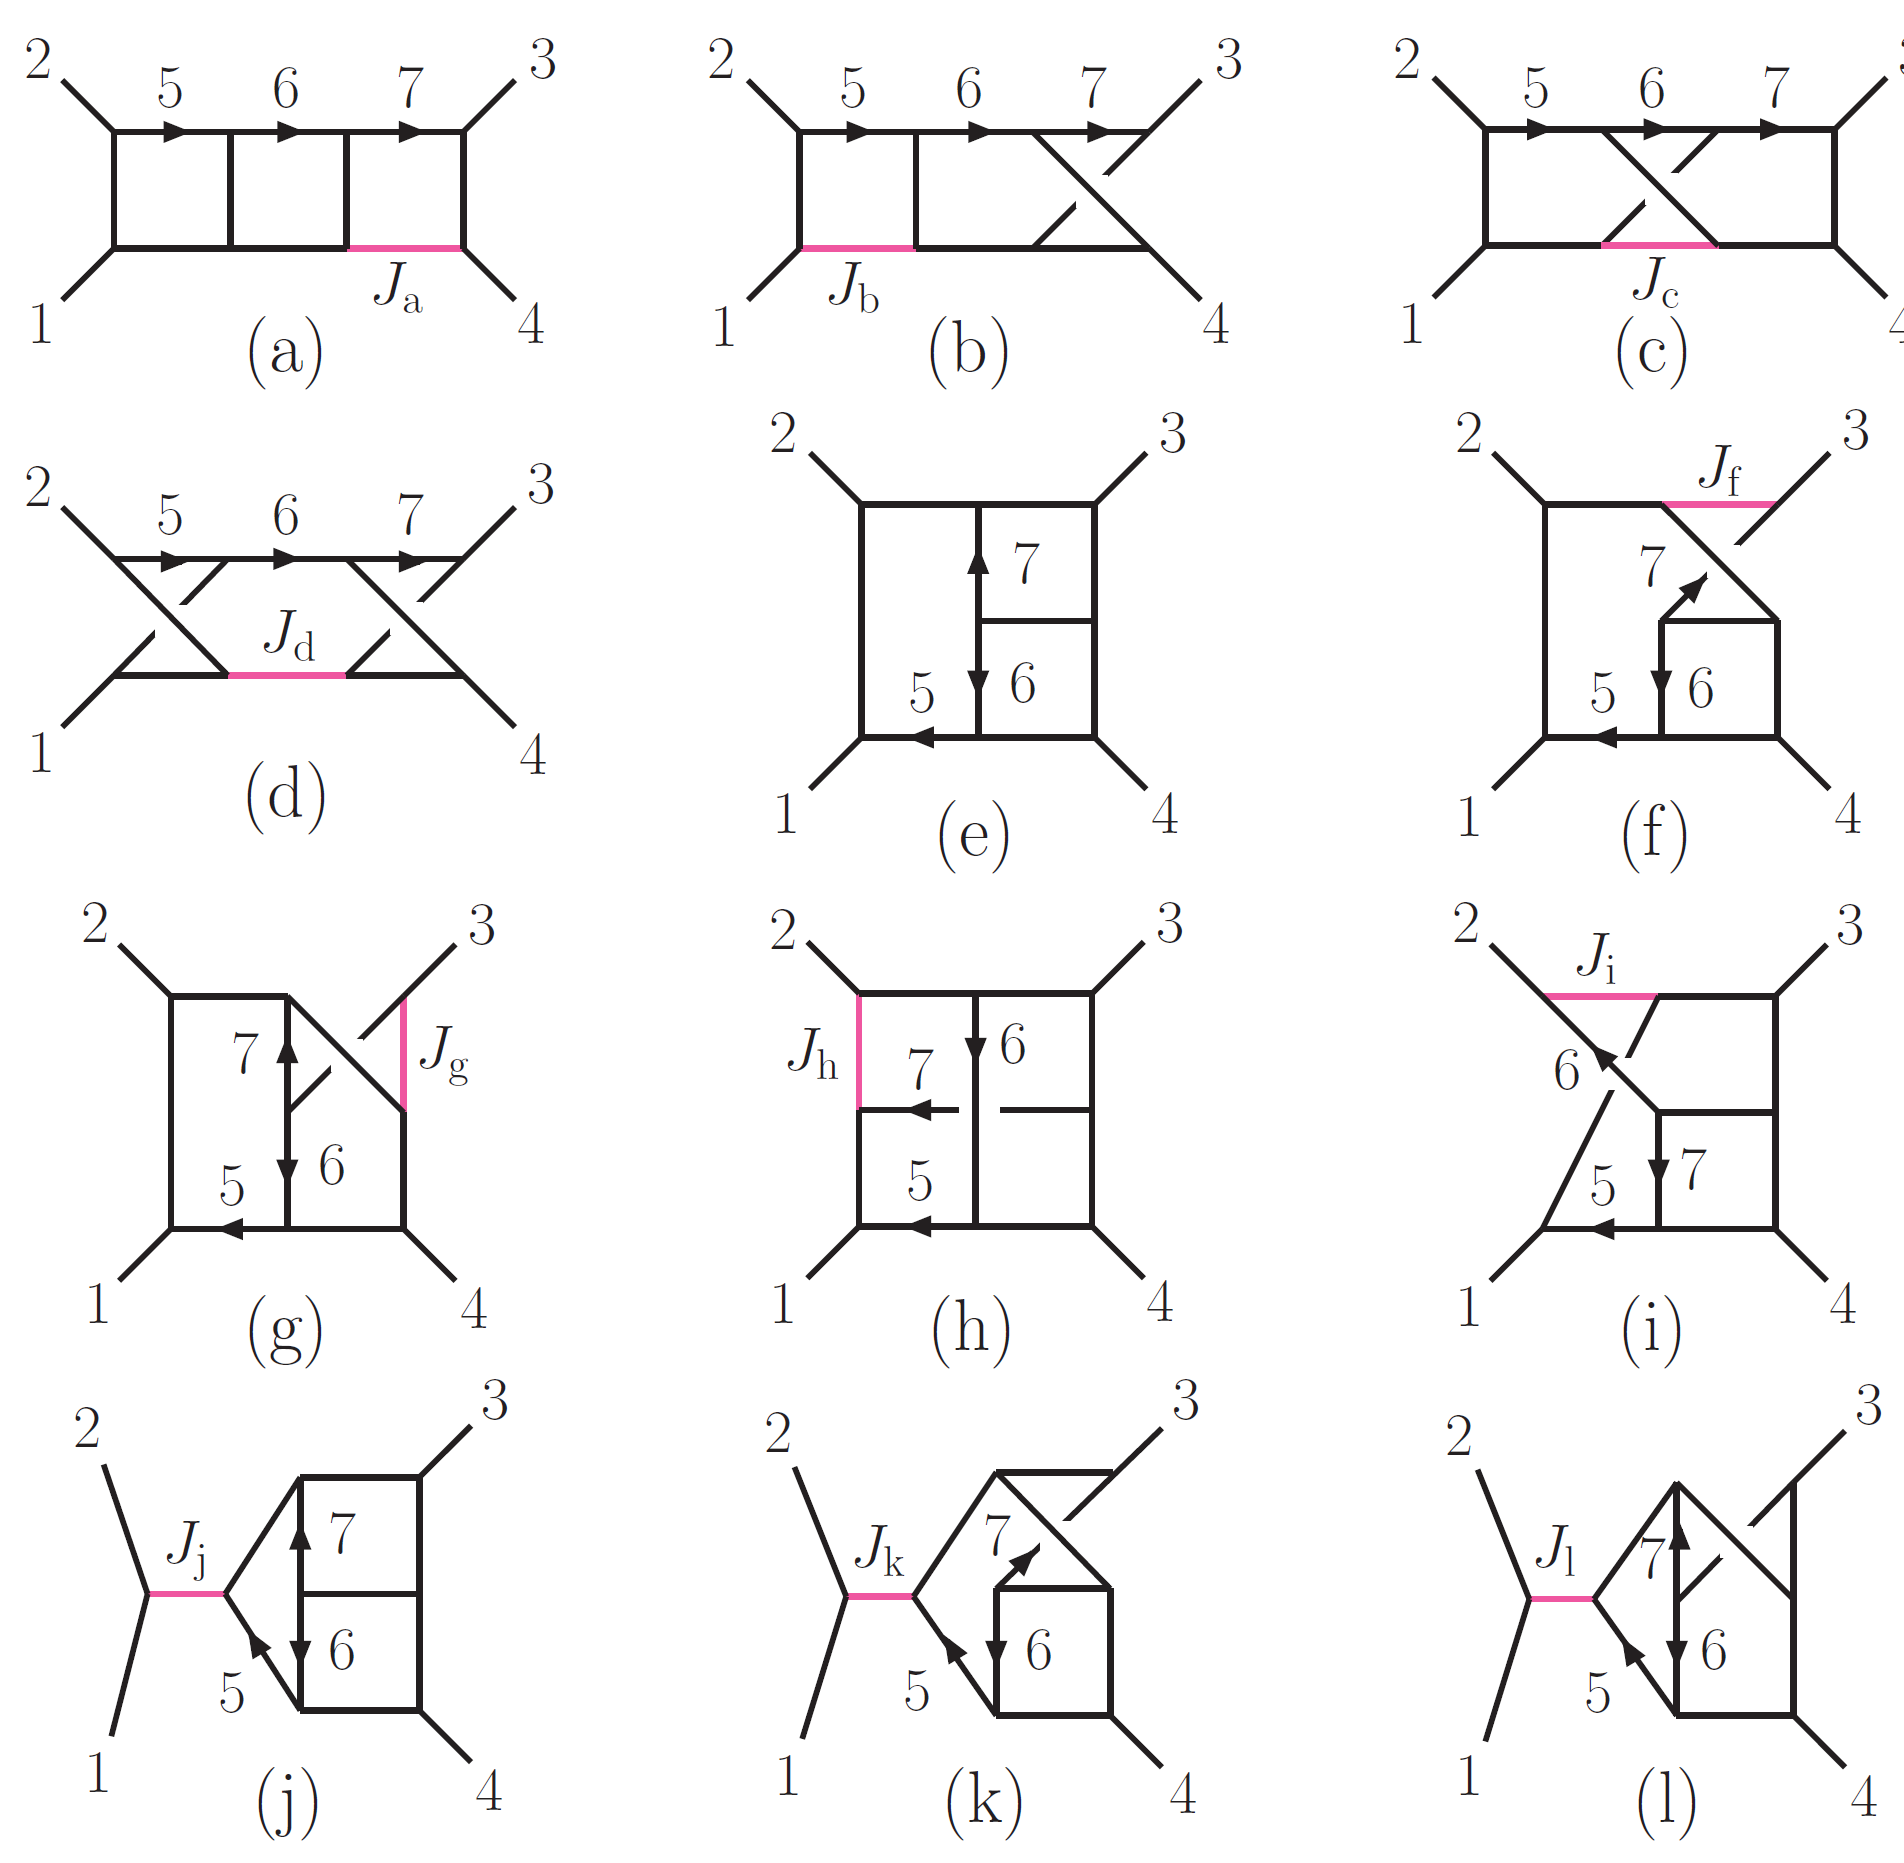 2 5 6 7 3 2 5 6 7 3 2 5 6 7
J_a J_b J_c
1 4 1 4 1
(a) (b) (c)
2 5 6 7 3 2 3 2 J_f 3
J_d 7 7
5 6 5 6
1 4 1 4 1 4
(d) (e) (f)
2 3 2 3 2 J_i 3
7 J_g J_h 7 6 6
5 6 5 5 7
1 4 1 4 1 4
(g) (h) (i)
2 3 2 3 2 3
J_j 7 J_k 7 J_l 7
5 6 5 6 5 6
1 4 1 4 1 4
(j) (k) (l)